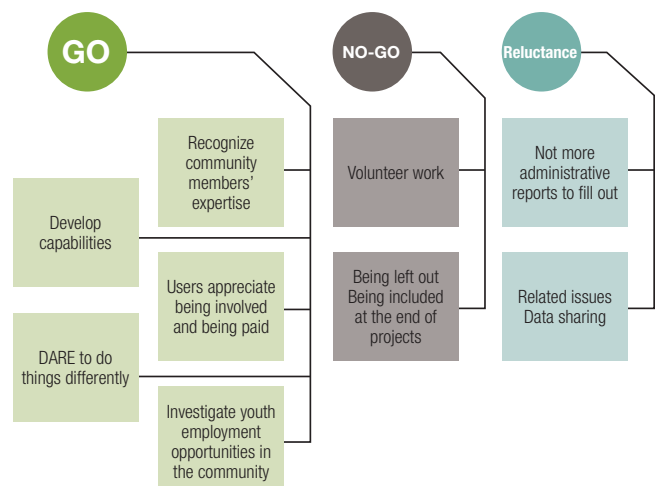 GO
Recognize
community
members’
expertise
Develop
capabilities
Users appreciate
being involved
and being paid
DARE to do
things differently
Investigate youth
employment
opportunities in
the community
NO-GO
Volunteer work
Being left out
Being included
at the end of
projects
Reluctance
Not more
administrative
reports to fill out
Related issues
Data sharing